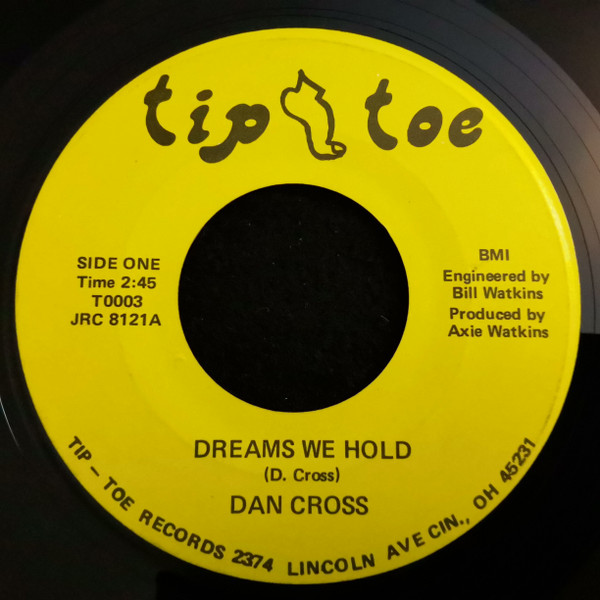 tip toe
SIDE ONE
Time 2:45
T0003
JRC 8121A
BMI
Engineered by
Bill Watkins
Produced by
Axie Watkins
DREAMS WE HOLD
(D. Cross)
DAN CROSS
TIP - TOE RECORDS 2374 LINCOLN AVE CIN., OH 45231